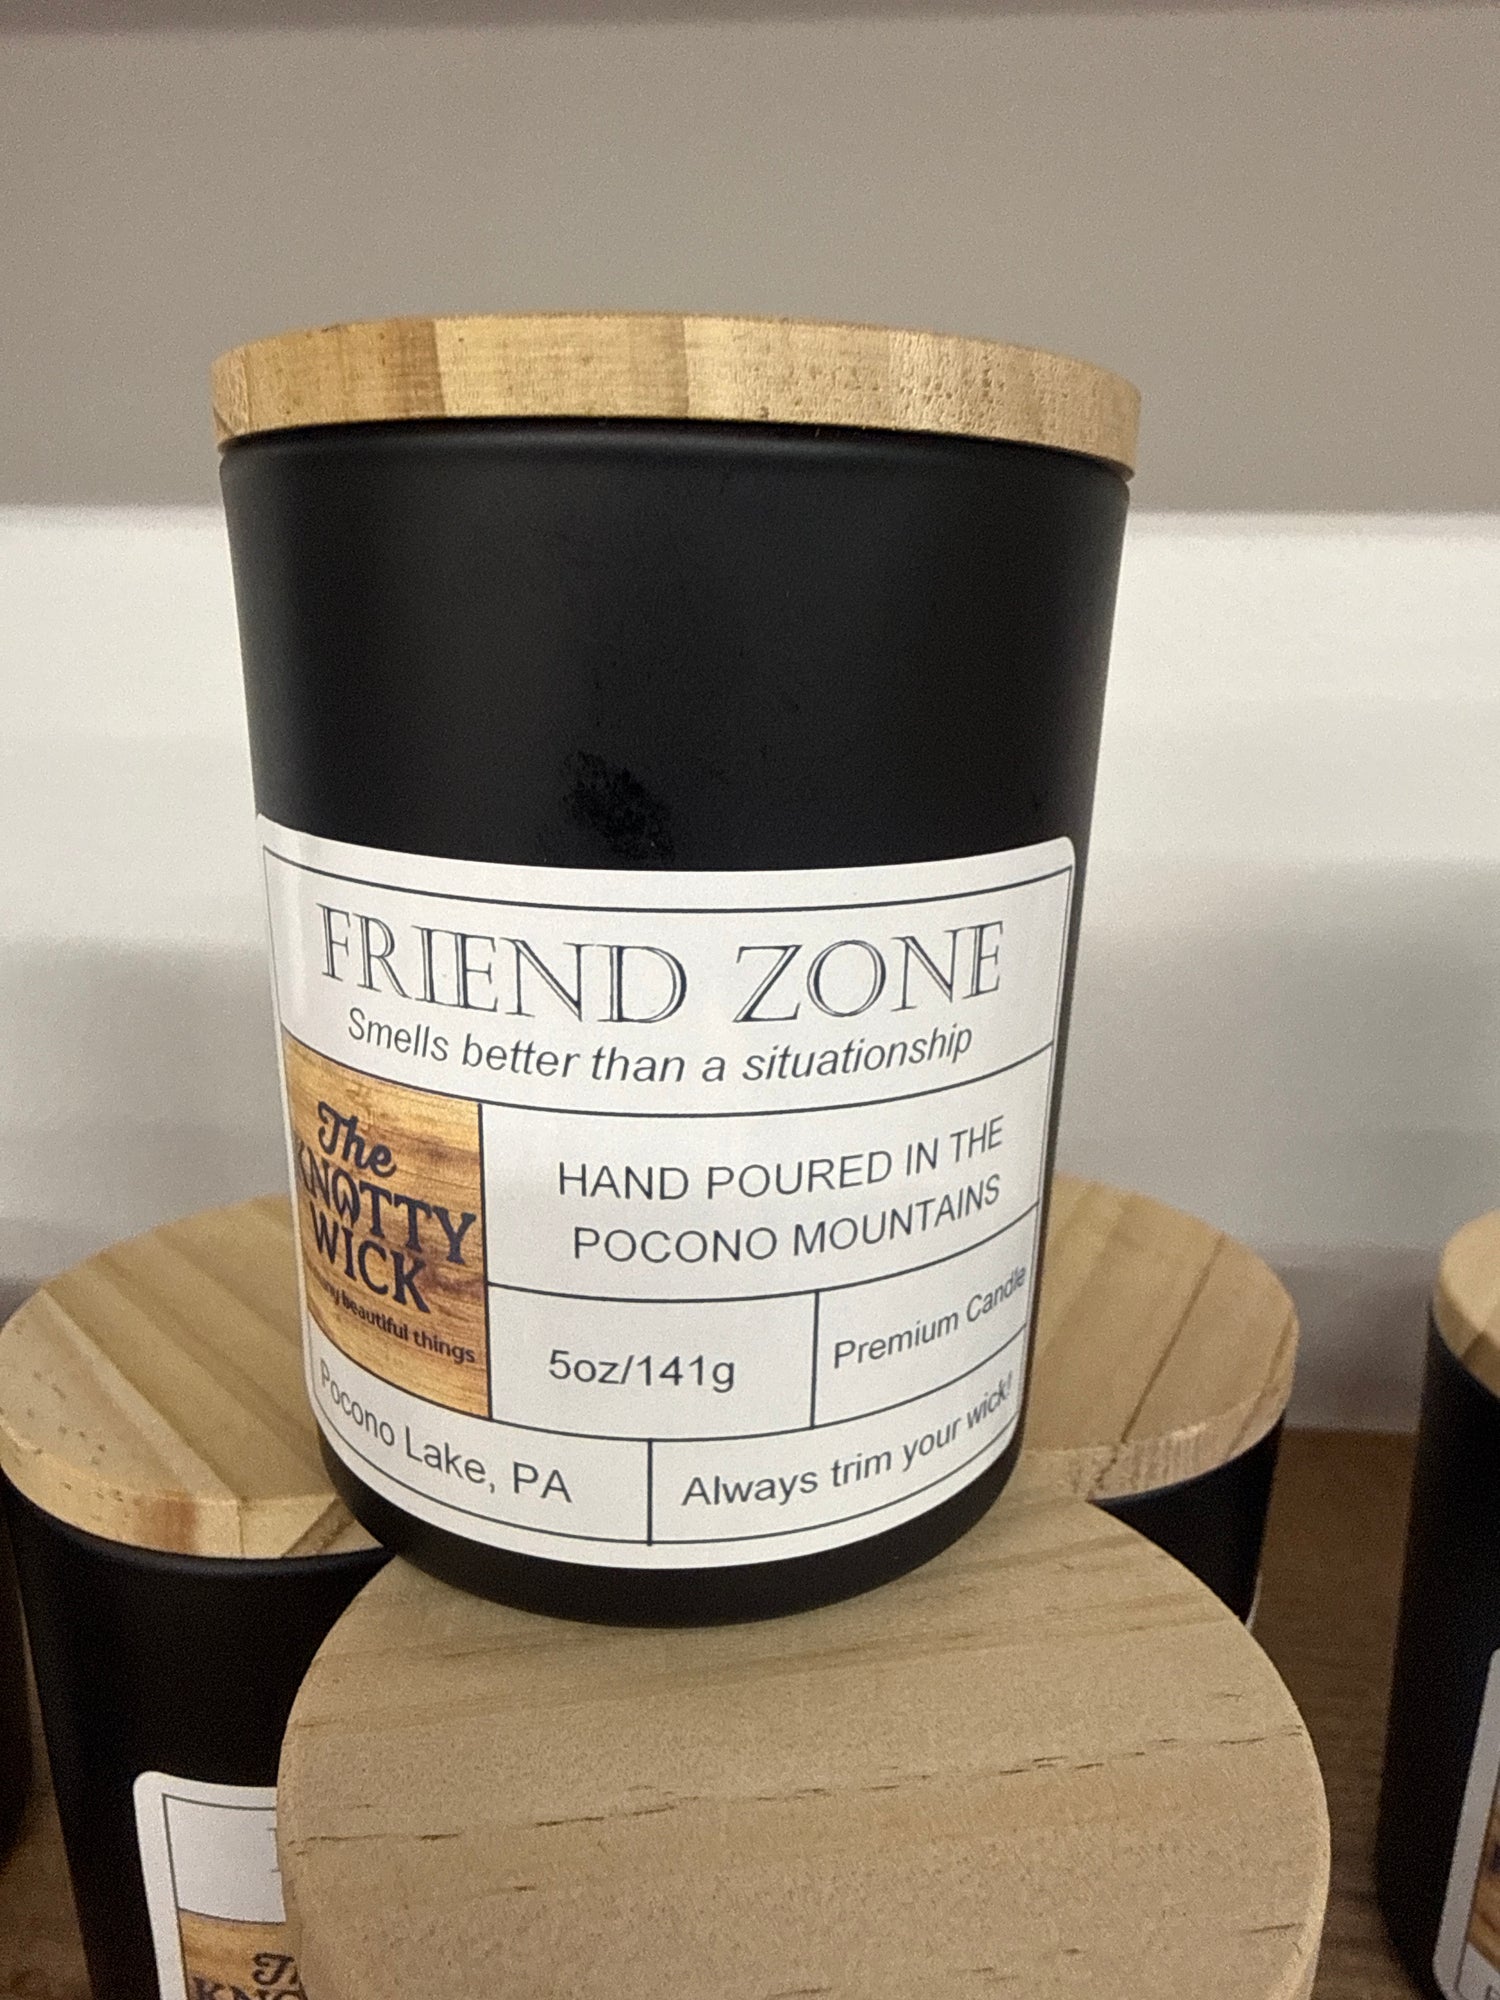 FRIEND ZONE
Smells better than a situationship
The
KNOTTY
WICK
beautiful things
HAND POURED IN THE
POCONO MOUNTAINS
5oz/141g
Premium Candle
Pocono Lake, PA
Always trim your wick!